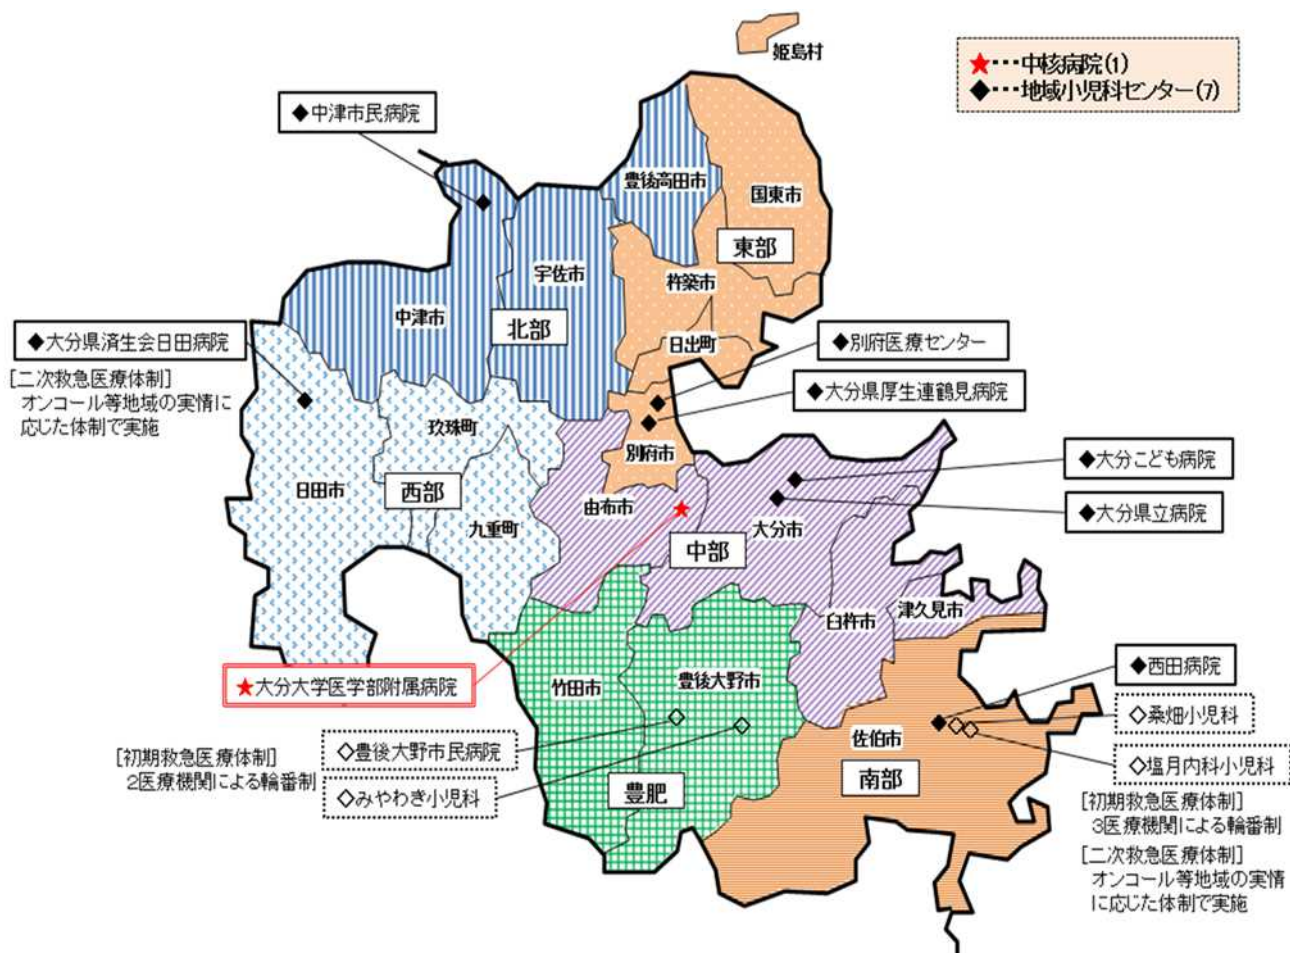 姫島村
★･･･中核病院(1)
◆･･･地域小児科センター(7)
◆中津市民病院
豊後高田市
国東市
東部
宇佐市
杵築市
中津市
北部
日出町
◆大分県済生会日田病院
[二次救急医療体制]
オンコール等地域の実情に
応じた体制で実施
◆別府医療センター
◆大分県厚生連鶴見病院
玖珠町
別府市
◆大分こども病院
日田市
西部
由布市
大分市
◆大分県立病院
九重町
中部
津久見市
臼杵市
★大分大学医学部附属病院
竹田市
豊後大野市
◆西田病院
◇桑畑小児科
佐伯市
◇豊後大野市民病院
[初期救急医療体制]
2医療機関による輪番制
◇みやわき小児科
豊肥
南部
◇塩月内科小児科
[初期救急医療体制]
3医療機関による輪番制
[二次救急医療体制]
オンコール等地域の実情
に応じた体制で実施